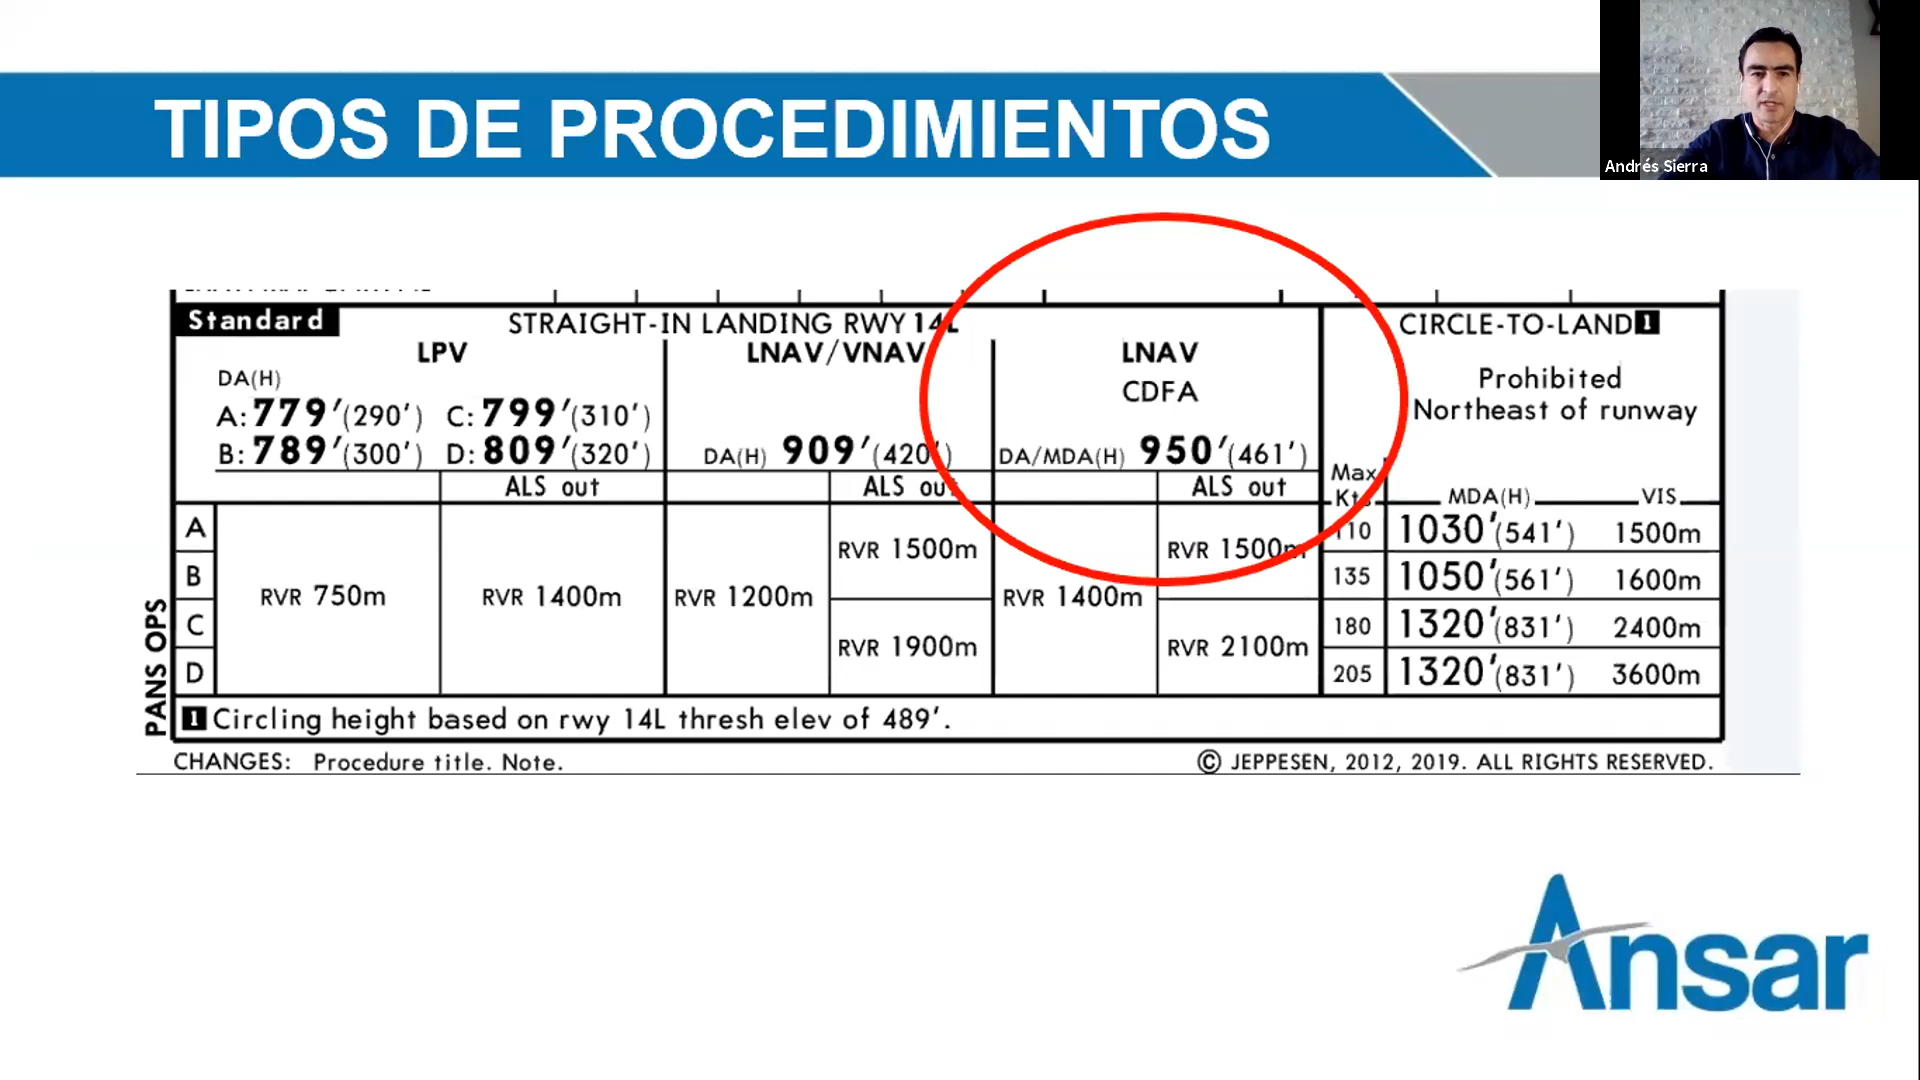 TIPOS DE PROCEDIMIENTOS
Andrés Sierra
Standard
STRAIGHT-IN LANDING RWY 14L
CIRCLE-TO-LAND 1
LPV
LNAV/VNAV
LNAV
CDFA
Prohibited
Northeast of runway
DA(H)
A: 779'(290') C: 799'(310')
B: 789'(300') D: 809'(320')
DA(H) 909'(420')
DA/MDA(H) 950'(461')
ALS out
ALS out
ALS out
Max
Kts
MDA(H)
VIS
A
B
C
D
RVR 750m
RVR 1400m
RVR 1200m
RVR 1500m
RVR 1900m
RVR 1400m
RVR 1500m
RVR 2100m
110 1030'(541') 1500m
135 1050'(561') 1600m
180 1320'(831') 2400m
205 1320'(831') 3600m
PANS OPS
1 Circling height based on rwy 14L thresh elev of 489'.
CHANGES: Procedure title. Note.
© JEPPESEN, 2012, 2019. ALL RIGHTS RESERVED.
Ansar